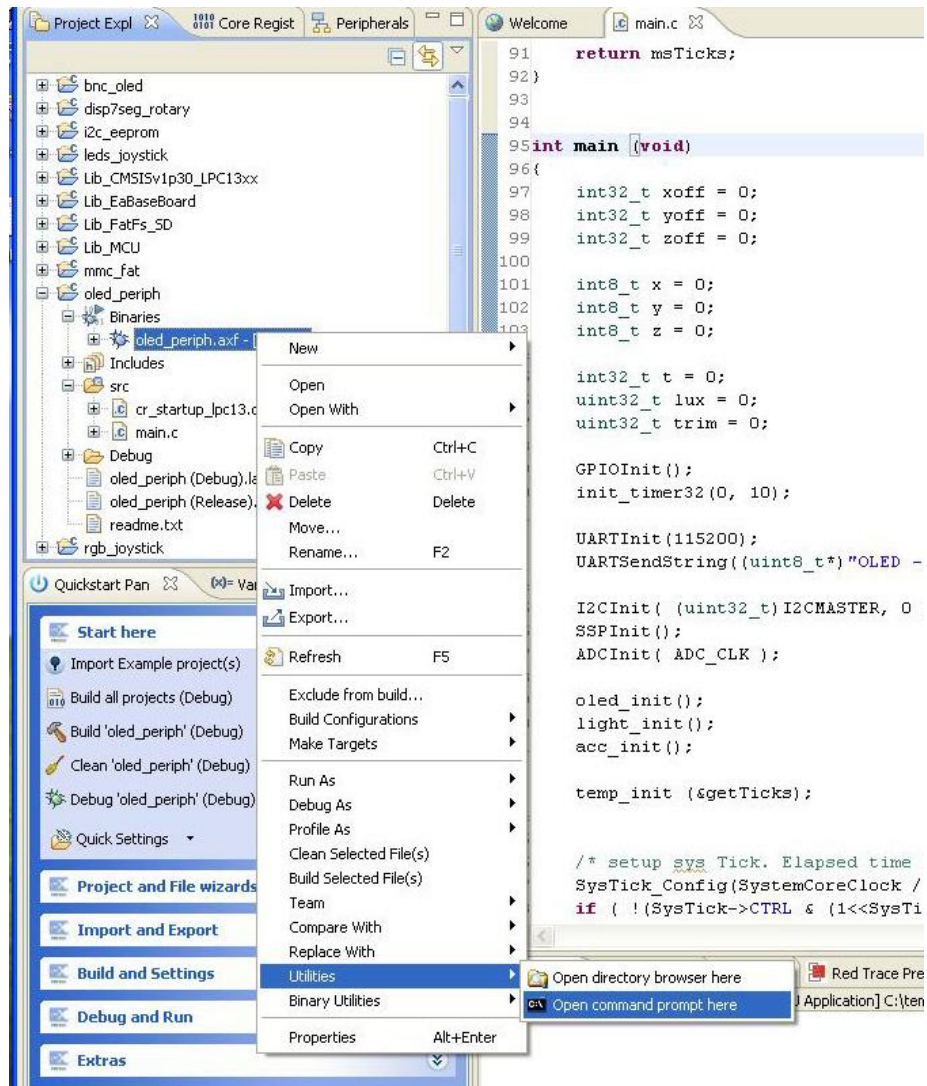 Project Expl
Core Regist
Peripherals
bnc_oled
disp7seg_rotary
i2c_eeprom
leds_joystick
Lib_CMSISv1p30_LPC13xx
Lib_EaBaseBoard
Lib_FatFs_SD
Lib_MCU
mmc_fat
oled_periph
Binaries
oled_periph.axf - [
Includes
src
cr_startup_lpc13.c
main.c
Debug
oled_periph (Debug).la
oled_periph (Release).
readme.txt
rgb_joystick
Quickstart Pan
(x)= Va
Start here
Import Example project(s)
Build all projects (Debug)
Build 'oled_periph' (Debug)
Clean 'oled_periph' (Debug)
Debug 'oled_periph' (Debug)
Quick Settings
Project and File wizards
Import and Export
Build and Settings
Debug and Run
Extras
New
Open
Open With
Copy Ctrl+C
Paste Ctrl+V
Delete Delete
Move...
Rename... F2
Import...
Export...
Refresh F5
Exclude from build...
Build Configurations
Make Targets
Run As
Debug As
Profile As
Clean Selected File(s)
Build Selected File(s)
Team
Compare With
Replace With
Utilities
Binary Utilities
Properties Alt+Enter
Open directory browser here
Open command prompt here
Welcome
main.c
91 return msTicks;
92 }
93
94
95 int main (void)
96 {
97 int32_t xoff = 0;
98 int32_t yoff = 0;
99 int32_t zoff = 0;
100
101 int8_t x = 0;
102 int8_t y = 0;
103 int8_t z = 0;
int32_t t = 0;
uint32_t lux = 0;
uint32_t trim = 0;
GPIOInit();
init_timer32(0, 10);
UARTInit(115200);
UARTSendString((uint8_t*)"OLED -
I2CInit( (uint32_t)I2CMASTER, 0
SSPInit();
ADCInit( ADC_CLK );
oled_init();
light_init();
acc_init();
temp_init (&getTicks);
/* setup sys Tick. Elapsed time
SysTick_Config(SystemCoreClock /
if ( !(SysTick->CTRL & (1<<SysTi
Red Trace Pre
Application] C:\ten